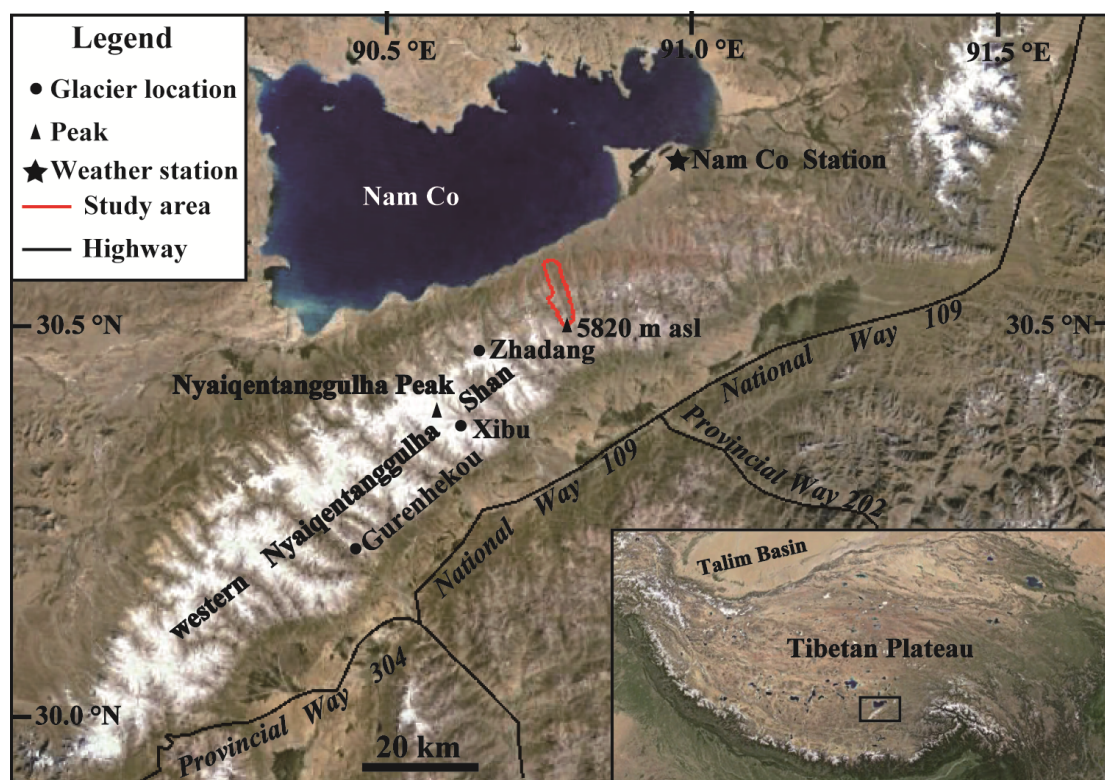 Legend
Glacier location
Peak
Weather station
Study area
Highway
90.5 °E
91.0 °E
91.5 °E
Nam Co Station
Nam Co
30.5 °N
30.5 °N
5820 m asl
Zhadang
Nyaiqentanggulha Peak
Xibu
Gurenhekou
western Nyaiqentanggulha Shan
National Way 109
National Way 109
Provincial Way 202
Provincial Way 304
30.0 °N
20 km
Talim Basin
Tibetan Plateau